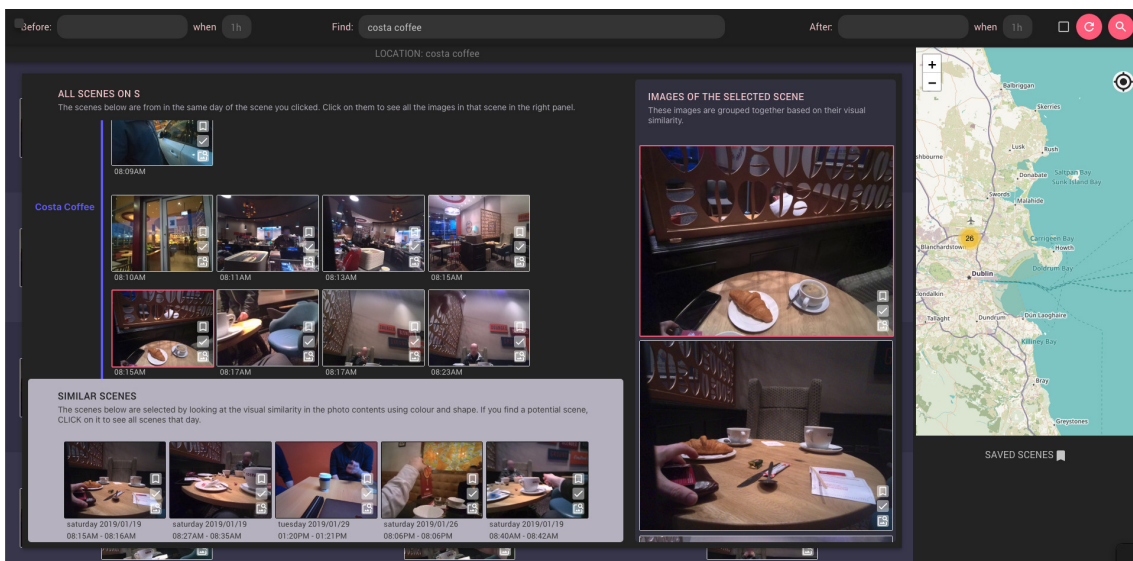 Before:
when
1h
Find:
costa coffee
After:
when
1h
LOCATION: costa coffee
ALL SCENES ON S
The scenes below are from in the same day of the scene you clicked. Click on them to see all the images in that scene in the right panel.
08:09AM
Costa Coffee
08:10AM
08:11AM
08:13AM
08:15AM
08:15AM
08:17AM
08:17AM
08:23AM
SIMILAR SCENES
The scenes below are selected by looking at the visual similarity in the photo contents using colour and shape. If you find a potential scene,
CLICK on it to see all scenes that day.
saturday 2019/01/19
08:15AM - 08:16AM
saturday 2019/01/19
08:27AM - 08:35AM
tuesday 2019/01/29
01:20PM - 01:21PM
saturday 2019/01/26
08:06PM - 08:06PM
saturday 2019/01/19
08:40AM - 08:42AM
IMAGES OF THE SELECTED SCENE
These images are grouped together based on their visual
similarity.
+
−
Balbriggan
Skerries
Lusk
Rush
shbourne
Donabate
Saltpan Bay
Sunk Island Bay
Swords
Malahide
26
Blanchardstown
Carrigeen Bay
Howth
Doldrum Bay
Dublin
londalkin
Tallaght
Dundrum
Dún Laoghaire
Killiney Bay
Bray
Greystones
SAVED SCENES